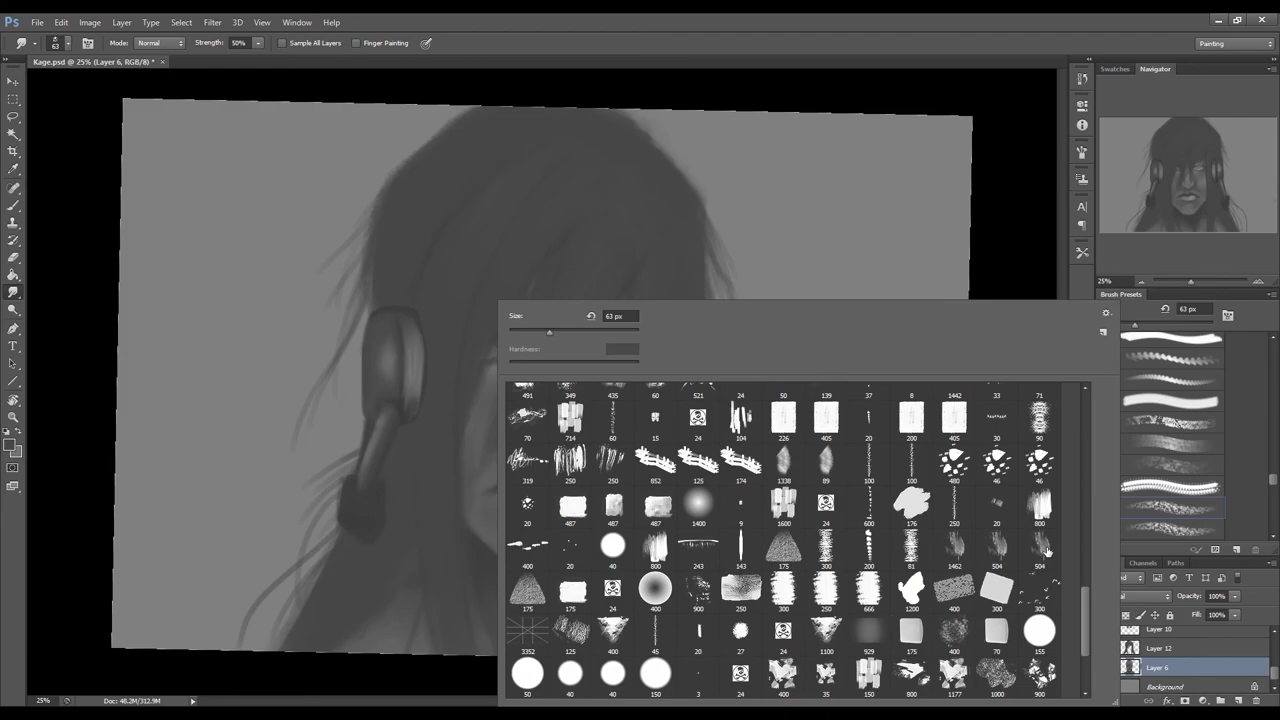 Ps File Edit Image Layer Type Select Filter 3D View Window Help
63 Mode: Normal Strength: 50% Sample All Layers Finger Painting Painting
Kage.psd @ 25% (Layer 6, RGB/8) * ×
Swatches Navigator
25%
Brush Presets
63 px
Size: 63 px
Hardness:
491 349 435 60 521 24 50 139 37 8 1442 33 71
70 714 60 15 24 104 226 405 20 200 405 30 90
319 250 250 852 125 174 1338 89 100 100 480 46 46
20 487 487 487 1400 9 1600 24 600 176 250 20 800
400 20 40 800 243 143 175 300 200 81 1462 504 504
175 175 24 400 900 250 300 300 666 1200 400 300 300
3352 125 400 45 20 24 1100 929 175 400 70 155
50 40 40 150 3 24 400 35 150 800 1177 1000 900
Channels Paths
Opacity: 100%
Fill: 100%
Layer 10
Layer 12
Layer 6
Background
25% Doc: 48.2M/312.9M